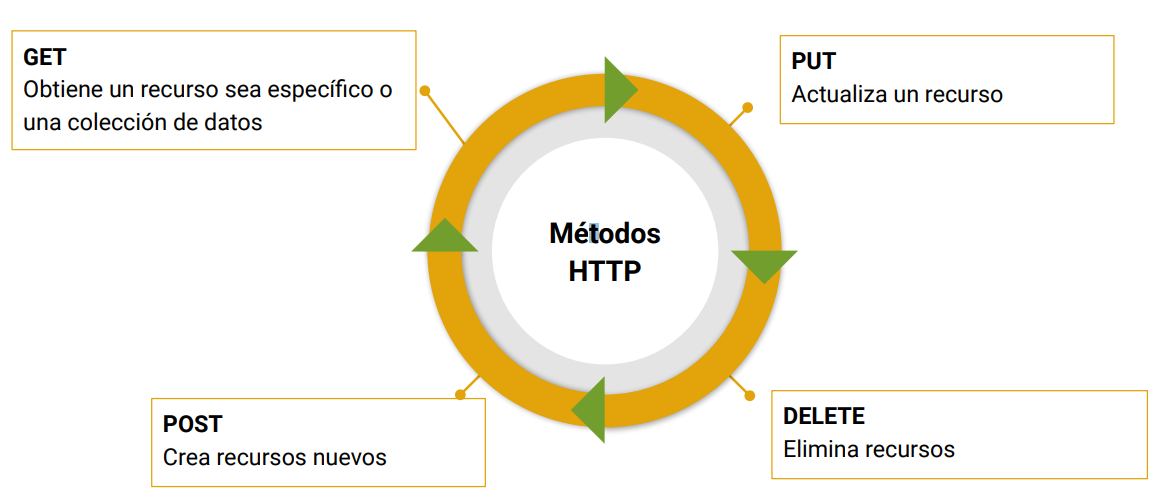 GET
Obtiene un recurso sea específico o
una colección de datos
PUT
Actualiza un recurso
Métodos
HTTP
POST
Crea recursos nuevos
DELETE
Elimina recursos